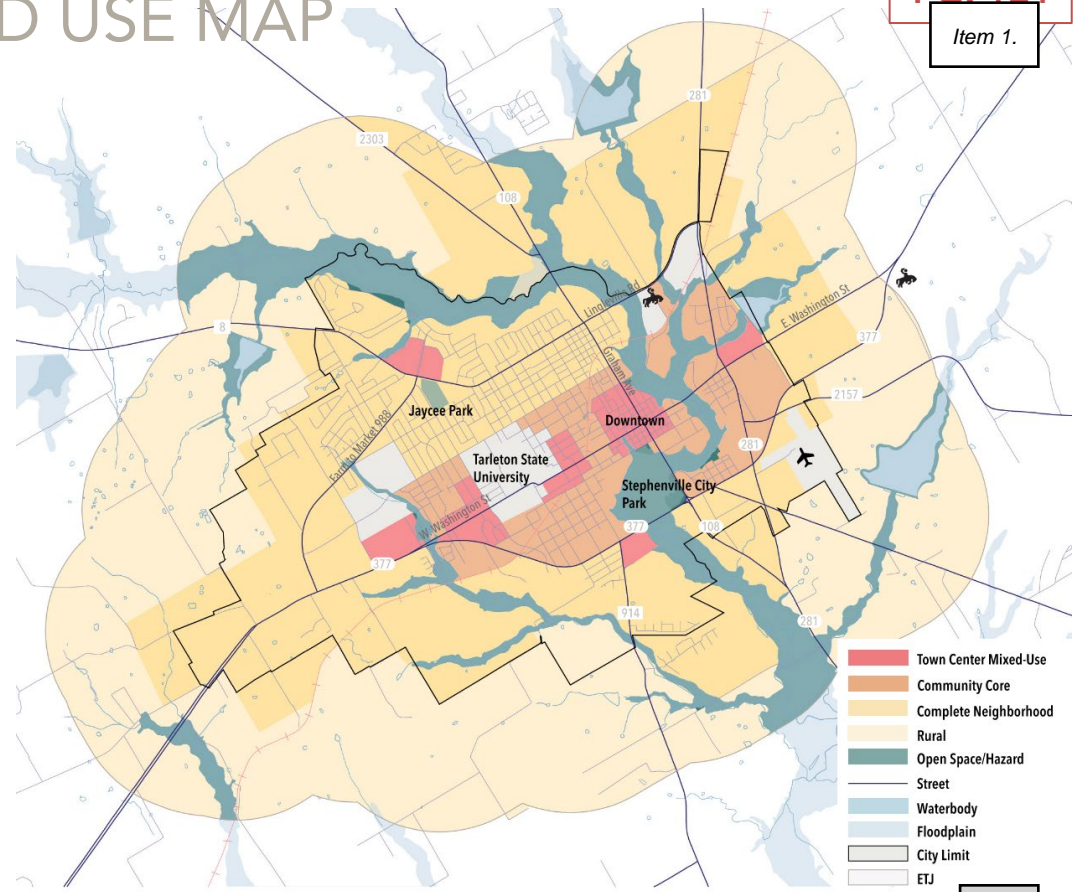 D USE MAP
Item 1.
281
2303
108
Lingleville Rd
E. Washington St
8
377
Graham Ave
2157
Jaycee Park
Downtown
Farm to Market 988
281
Tarleton State
University
Stephenville City
Park
W. Washington St
377
108
377
914
281
Town Center Mixed-Use
Community Core
Complete Neighborhood
Rural
Open Space/Hazard
Street
Waterbody
Floodplain
City Limit
ETJ